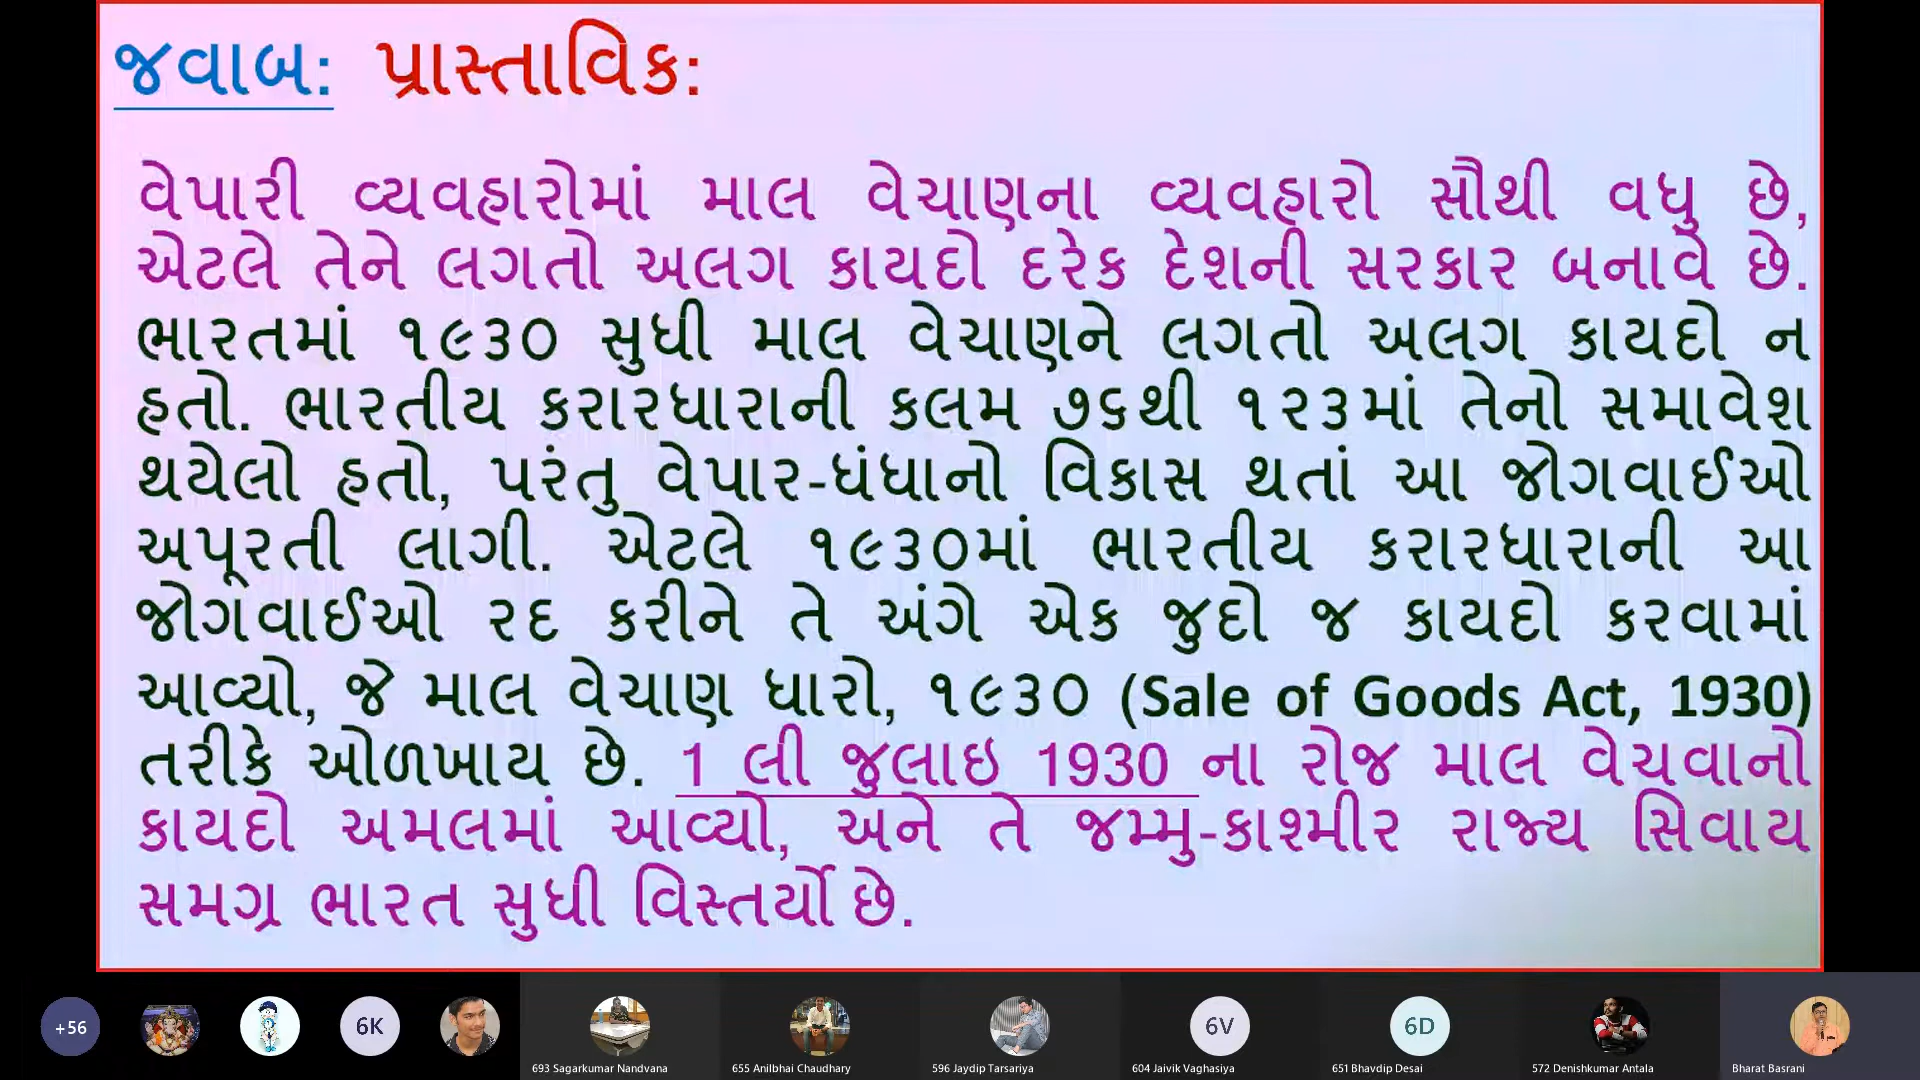 જવાબ: પ્રાસ્તાવિક:
વેપારી વ્યવહારોમાં માલ વેચાણના વ્યવહારો સૌથી વધુ છે,
એટલે તેને લગતો અલગ કાયદો દરેક દેશની સરકાર બનાવે છે.
ભારતમાં ૧૯૩૦ સુધી માલ વેચાણને લગતો અલગ કાયદો ન
હતો. ભારતીય કરારધારાની કલમ ૭૬થી ૧૨૩માં તેનો સમાવેશ
થયેલો હતો, પરંતુ વેપાર-ધંધાનો વિકાસ થતાં આ જોગવાઈઓ
અપૂરતી લાગી. એટલે ૧૯૩૦માં ભારતીય કરારધારાની આ
જોગવાઈઓ રદ કરીને તે અંગે એક જુદો જ કાયદો કરવામાં
આવ્યો, જે માલ વેચાણ ધારો, ૧૯૩૦ (Sale of Goods Act, 1930)
તરીકે ઓળખાય છે. 1 લી જુલાઇ 1930 ના રોજ માલ વેચવાનો
કાયદો અમલમાં આવ્યો, અને તે જમ્મુ-કાશ્મીર રાજ્ય સિવાય
સમગ્ર ભારત સુધી વિસ્તર્યો છે.
+56 6K 6V 6D
693 Sagarkumar Nandvana 655 Anilbhai Chaudhary 596 Jaydip Tarsariya 604 Jaivik Vaghasiya 651 Bhavdip Desai 572 Denishkumar Antala Bharat Basrani